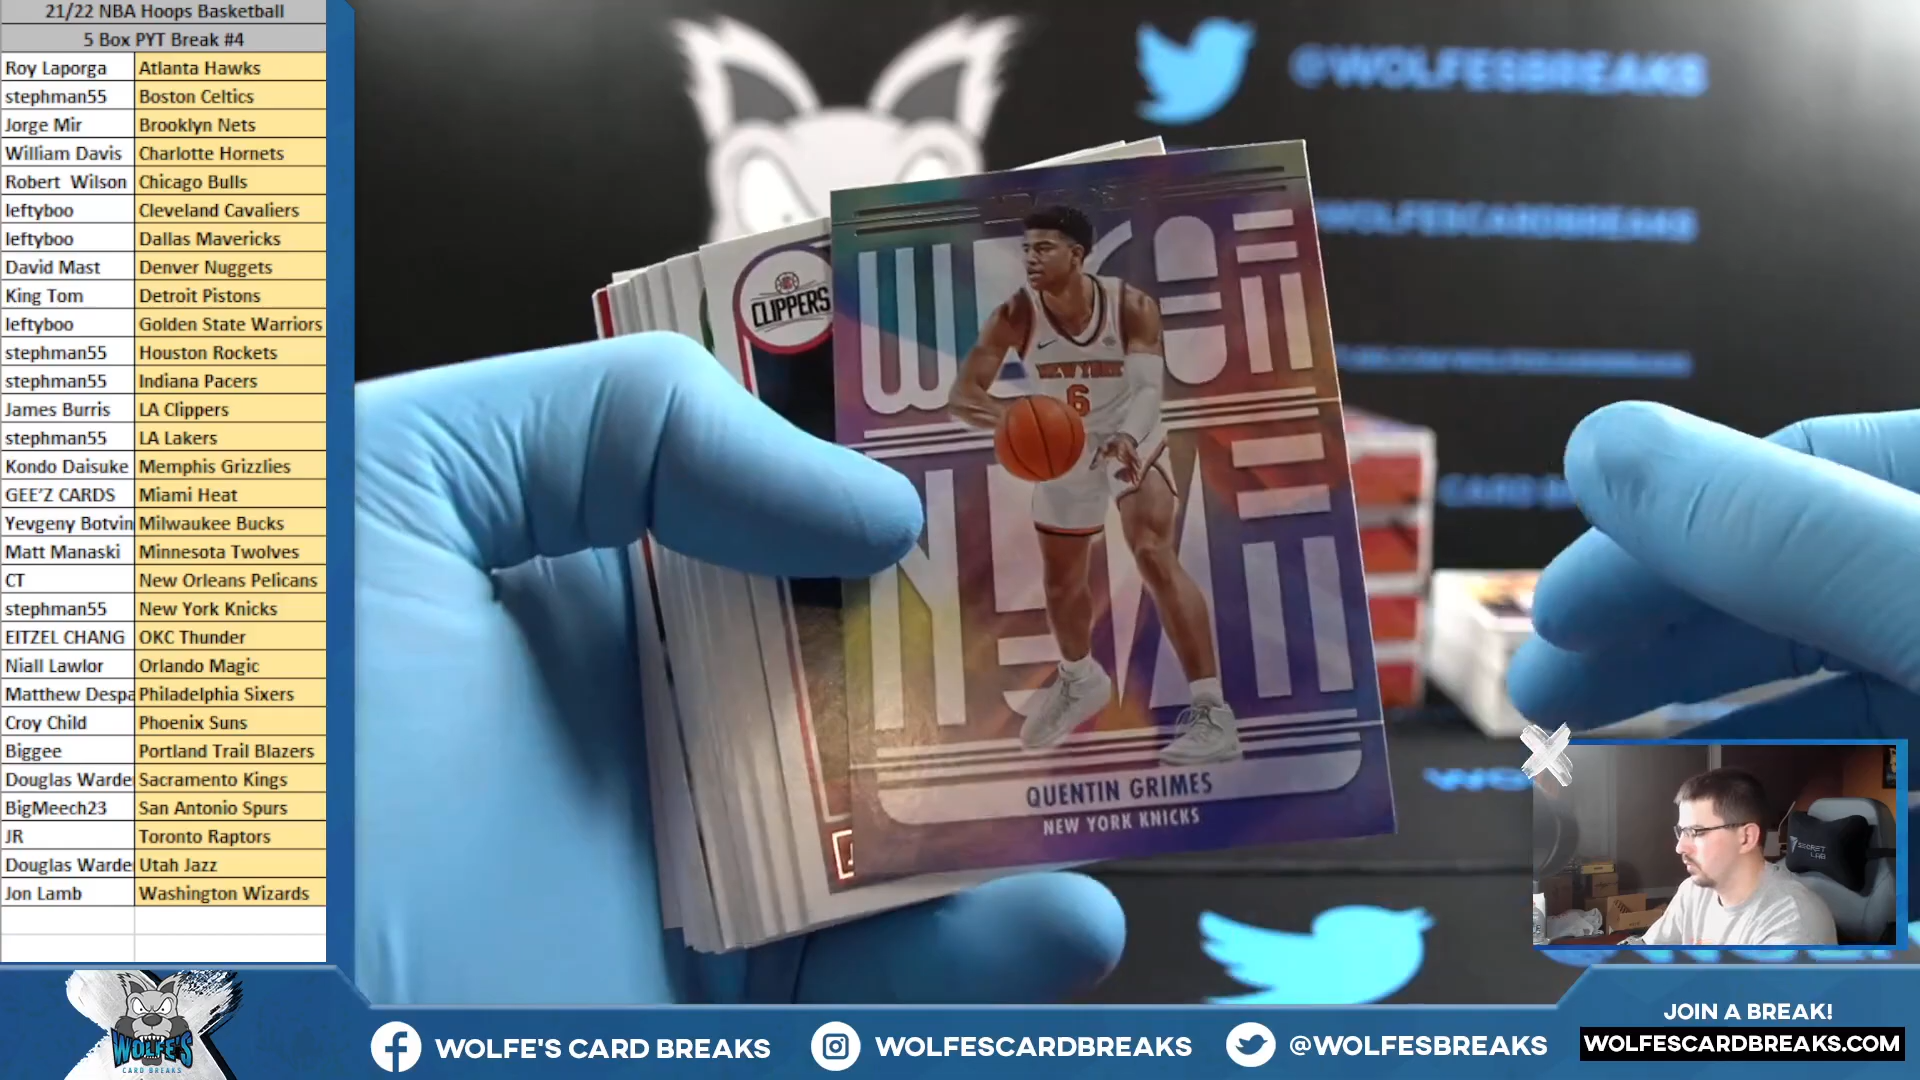 21/22 NBA Hoops Basketball
5 Box PYT Break #4
Roy Laporga Atlanta Hawks
stephman55 Boston Celtics
Jorge Mir Brooklyn Nets
William Davis Charlotte Hornets
Robert Wilson Chicago Bulls
leftyboo Cleveland Cavaliers
leftyboo Dallas Mavericks
David Mast Denver Nuggets
King Tom Detroit Pistons
leftyboo Golden State Warriors
stephman55 Houston Rockets
stephman55 Indiana Pacers
James Burris LA Clippers
stephman55 LA Lakers
Kondo Daisuke Memphis Grizzlies
GEE'Z CARDS Miami Heat
Yevgeny Botvin Milwaukee Bucks
Matt Manaski Minnesota Twolves
CT New Orleans Pelicans
stephman55 New York Knicks
EITZEL CHANG OKC Thunder
Niall Lawlor Orlando Magic
Matthew Despa Philadelphia Sixers
Croy Child Phoenix Suns
Biggee Portland Trail Blazers
Douglas Warde Sacramento Kings
BigMeech23 San Antonio Spurs
JR Toronto Raptors
Douglas Warde Utah Jazz
Jon Lamb Washington Wizards
@WOLFESBREAKS
WOLFESCARDBREAKS
CLIPPERS
NEW YORK
6
QUENTIN GRIMES
NEW YORK KNICKS
SECRET
LAB
WOLFE'S
CARD BREAKS
WOLFE'S CARD BREAKS
WOLFESCARDBREAKS
@WOLFESBREAKS
JOIN A BREAK!
WOLFESCARDBREAKS.COM